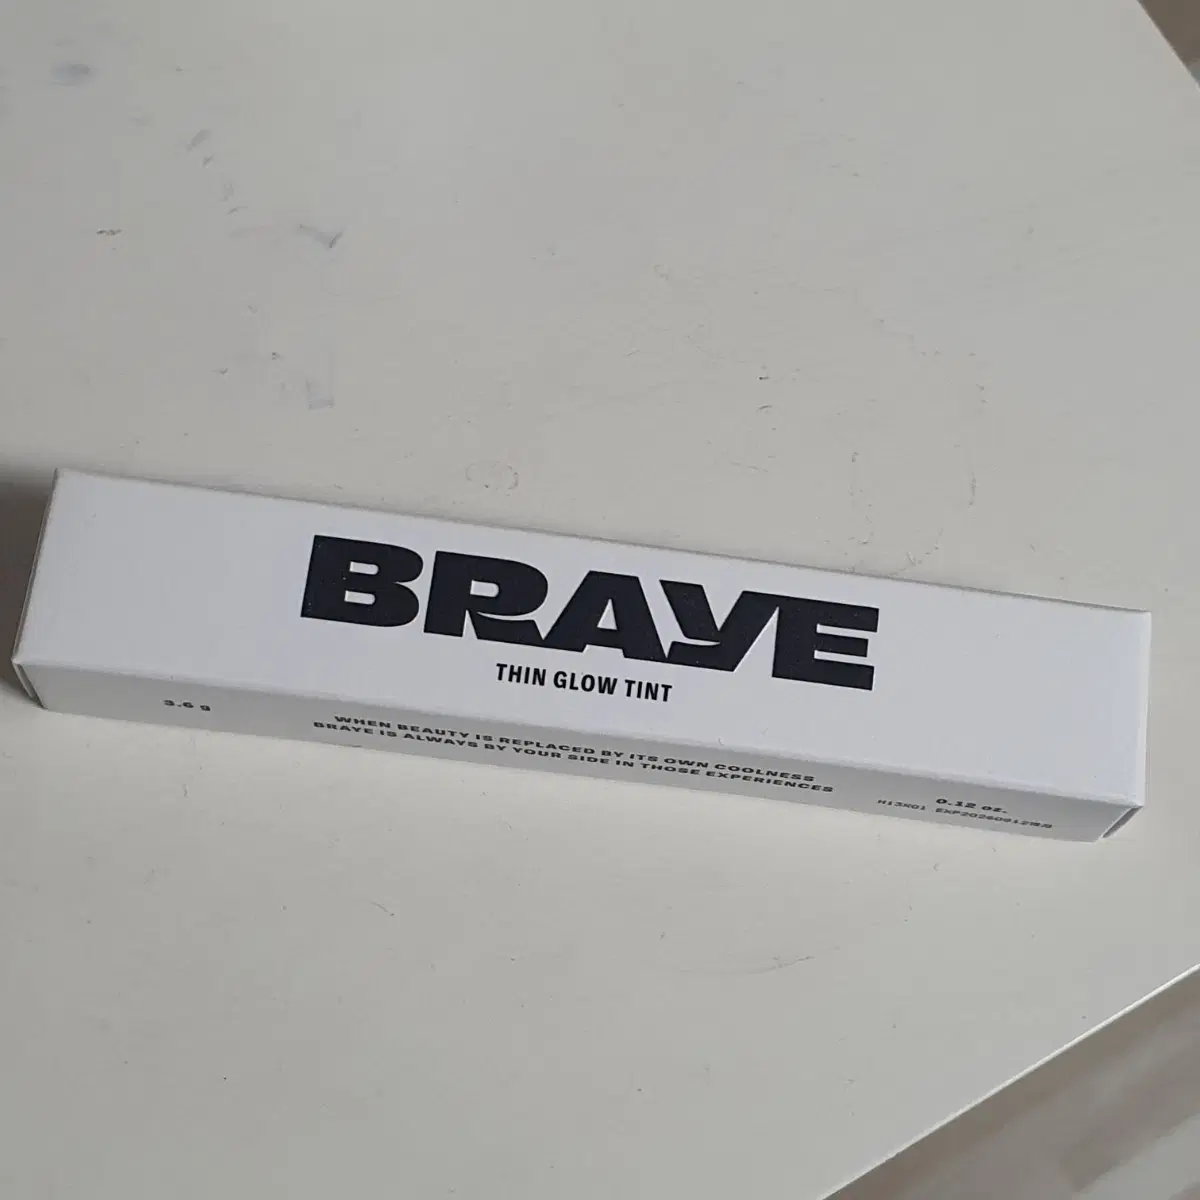 BRAYE
THIN GLOW TINT
3.6 g
WHEN BEAUTY IS REPLACED BY ITS OWN COOLNESS
BRAYE IS ALWAYS BY YOUR SIDE IN THOSE EXPERIENCES
0.12 oz.